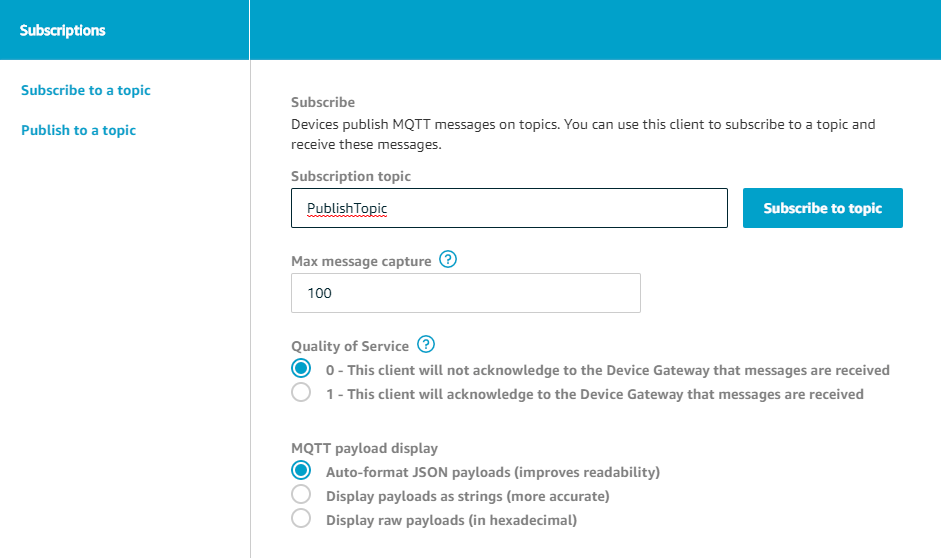 Subscriptions
Subscribe to a topic
Publish to a topic
Subscribe
Devices publish MQTT messages on topics. You can use this client to subscribe to a topic and
receive these messages.
Subscription topic
PublishTopic
Subscribe to topic
Max message capture ?
100
Quality of Service ?
0 - This client will not acknowledge to the Device Gateway that messages are received
1 - This client will acknowledge to the Device Gateway that messages are received
MQTT payload display
Auto-format JSON payloads (improves readability)
Display payloads as strings (more accurate)
Display raw payloads (in hexadecimal)